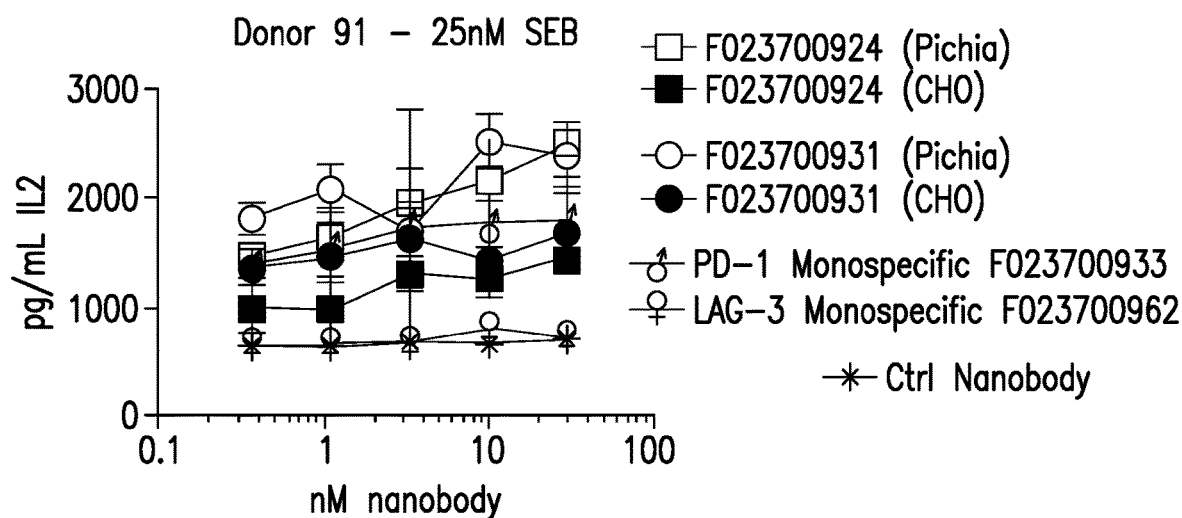 Donor 91 - 25nM SEB
pg/mL IL2
3000
2000
1000
0
0.1
1
10
100
nM nanobody
F023700924 (Pichia)
F023700924 (CHO)
F023700931 (Pichia)
F023700931 (CHO)
PD-1 Monospecific F023700933
LAG-3 Monospecific F023700962
Ctrl Nanobody